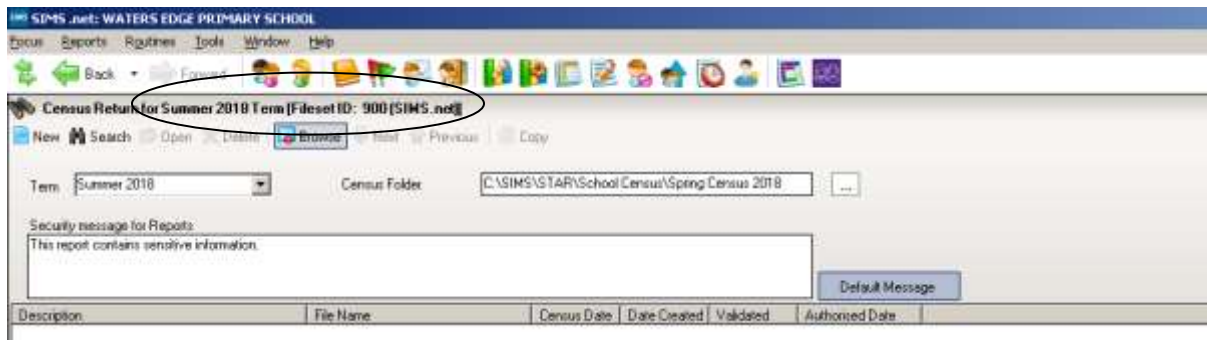 SIMS .net: WATERS EDGE PRIMARY SCHOOL
Focus Reports Routines Tools Window Help
Back Forward
Census Return for Summer 2018 Term [Fileset ID: 900 [SIMS.net]]
New Search Open Delete Browse Next Previous Copy
Term Summer 2018 Census Folder C:\SIMS\STAR\School Census\Spring Census 2018 ...
Security message for Reports
This report contains sensitive information.
Default Message
Description File Name Census Date Date Created Validated Authorised Date